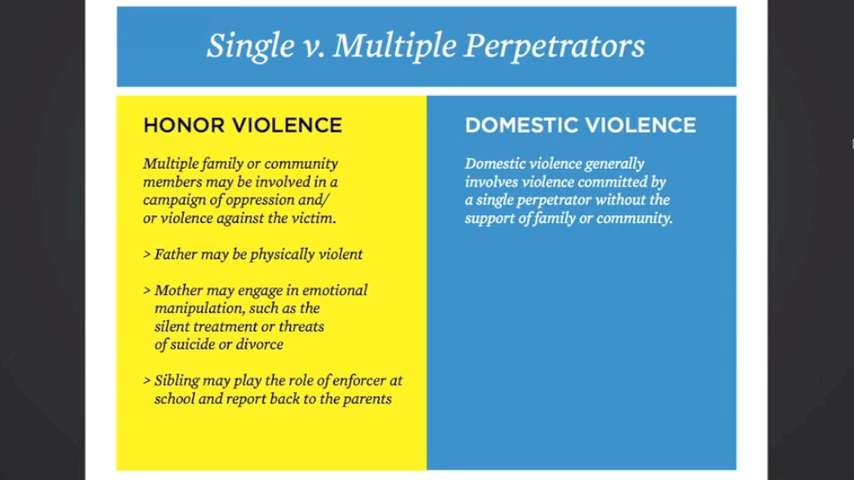 Single v. Multiple Perpetrators
HONOR VIOLENCE
Multiple family or community
members may be involved in a
campaign of oppression and/
or violence against the victim.
> Father may be physically violent
> Mother may engage in emotional
manipulation, such as the
silent treatment or threats
of suicide or divorce
> Sibling may play the role of enforcer at
school and report back to the parents
DOMESTIC VIOLENCE
Domestic violence generally
involves violence committed by
a single perpetrator without the
support of family or community.